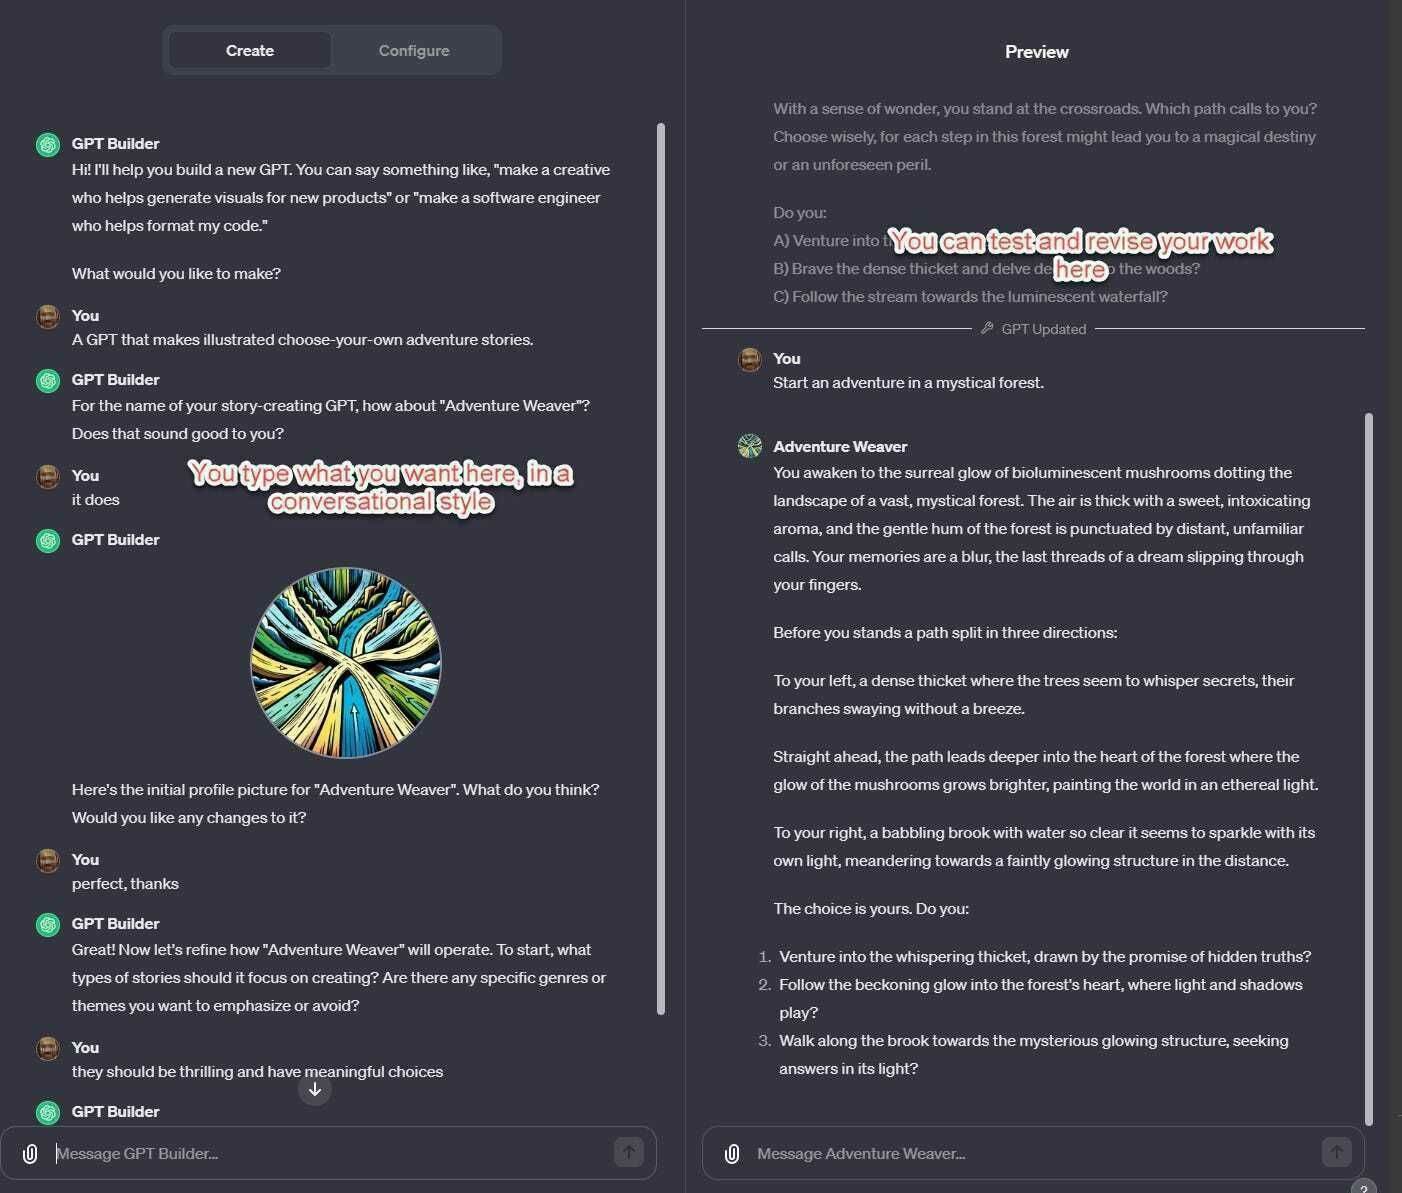 Create
Configure
GPT Builder
Hi! I'll help you build a new GPT. You can say something like, "make a creative
who helps generate visuals for new products" or "make a software engineer
who helps format my code."
What would you like to make?
You
A GPT that makes illustrated choose-your-own adventure stories.
GPT Builder
For the name of your story-creating GPT, how about "Adventure Weaver"?
Does that sound good to you?
You
it does
You type what you want here, in a
conversational style
GPT Builder
Here's the initial profile picture for "Adventure Weaver". What do you think?
Would you like any changes to it?
You
perfect, thanks
GPT Builder
Great! Now let's refine how "Adventure Weaver" will operate. To start, what
types of stories should it focus on creating? Are there any specific genres or
themes you want to emphasize or avoid?
You
they should be thrilling and have meaningful choices
GPT Builder
Message GPT Builder...
Preview
With a sense of wonder, you stand at the crossroads. Which path calls to you?
Choose wisely, for each step in this forest might lead you to a magical destiny
or an unforeseen peril.
Do you:
A) Venture into
You can test and revise your work
here
B) Brave the dense thicket and delve the woods?
C) Follow the stream towards the luminescent waterfall?
GPT Updated
You
Start an adventure in a mystical forest.
Adventure Weaver
You awaken to the surreal glow of bioluminescent mushrooms dotting the
landscape of a vast, mystical forest. The air is thick with a sweet, intoxicating
aroma, and the gentle hum of the forest is punctuated by distant, unfamiliar
calls. Your memories are a blur, the last threads of a dream slipping through
your fingers.
Before you stands a path split in three directions:
To your left, a dense thicket where the trees seem to whisper secrets, their
branches swaying without a breeze.
Straight ahead, the path leads deeper into the heart of the forest where the
glow of the mushrooms grows brighter, painting the world in an ethereal light.
To your right, a babbling brook with water so clear it seems to sparkle with its
own light, meandering towards a faintly glowing structure in the distance.
The choice is yours. Do you:
1. Venture into the whispering thicket, drawn by the promise of hidden truths?
2. Follow the beckoning glow into the forest's heart, where light and shadows
play?
3. Walk along the brook towards the mysterious glowing structure, seeking
answers in its light?
Message Adventure Weaver...
?